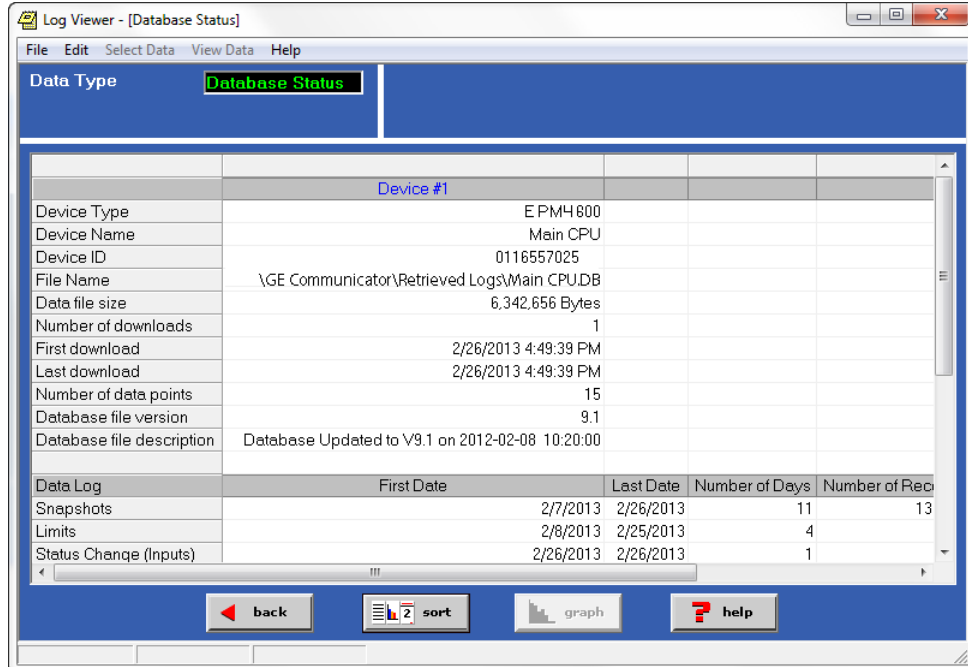 Log Viewer - [Database Status]
File Edit Select Data View Data Help
Data Type Database Status
Device #1
Device Type EPM4600
Device Name Main CPU
Device ID 0116557025
File Name \GE Communicator\Retrieved Logs\Main CPU.DB
Data file size 6,342,656 Bytes
Number of downloads 1
First download 2/26/2013 4:49:39 PM
Last download 2/26/2013 4:49:39 PM
Number of data points 15
Database file version 9.1
Database file description Database Updated to V9.1 on 2012-02-08 10:20:00
Data Log First Date Last Date Number of Days Number of Rec
Snapshots 2/7/2013 2/26/2013 11 13
Limits 2/8/2013 2/25/2013 4
Status Change (Inputs) 2/26/2013 2/26/2013 1
back 2 sort graph ? help